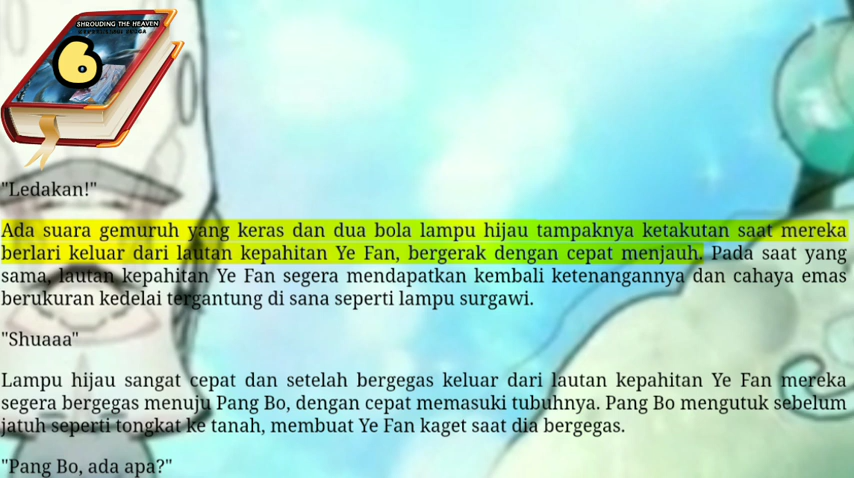 SHROUDING THE HEAVEN
6
"Ledakan!"
Ada suara gemuruh yang keras dan dua bola lampu hijau tampaknya ketakutan saat mereka
berlari keluar dari lautan kepahitan Ye Fan, bergerak dengan cepat menjauh. Pada saat yang
sama, lautan kepahitan Ye Fan segera mendapatkan kembali ketenangannya dan cahaya emas
berukuran kedelai tergantung di sana seperti lampu surgawi.
"Shuaaa"
Lampu hijau sangat cepat dan setelah bergegas keluar dari lautan kepahitan Ye Fan mereka
segera bergegas menuju Pang Bo, dengan cepat memasuki tubuhnya. Pang Bo mengutuk sebelum
jatuh seperti tongkat ke tanah, membuat Ye Fan kaget saat dia bergegas.
"Pang Bo, ada apa?"